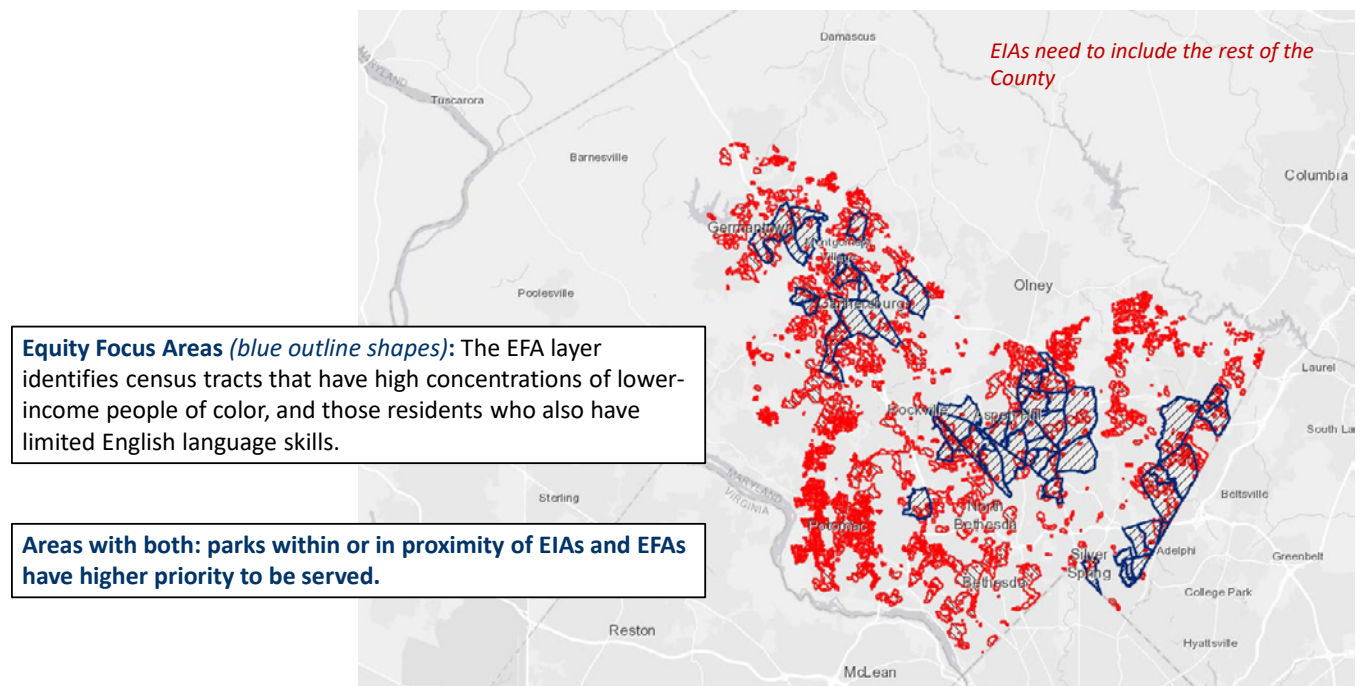 Damascus
EIAs need to include the rest of the
County
MARYLAND
Tuscarora
Barnesville
Columbia
Germantown
Montgomery
Village
Olney
Poolesville
Gaithersburg
Equity Focus Areas (blue outline shapes): The EFA layer
identifies census tracts that have high concentrations of lower-
income people of color, and those residents who also have
limited English language skills.
Laurel
Rockville
Aspen Hill
South La
MARYLAND
VIRGINIA
Sterling
Beltsville
North
Bethesda
Potomac
Areas with both: parks within or in proximity of EIAs and EFAs
have higher priority to be served.
Silver
Spring
Adelphi
Greenbelt
Bethesda
College Park
Reston
Hyattsville
McLean